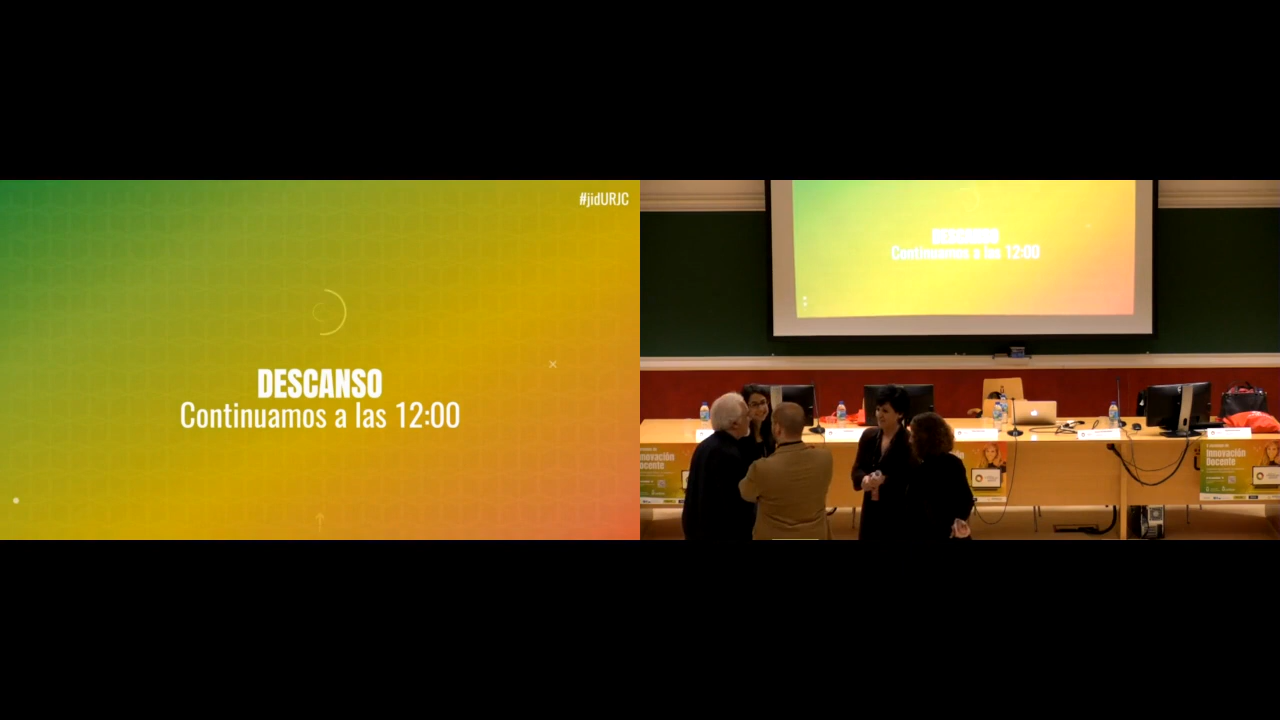 #jidURJC
DESCANSO
Continuamos a las 12:00
DESCANSO
Continuamos a las 12:00
Innovación
Docente
Innovación
Docente